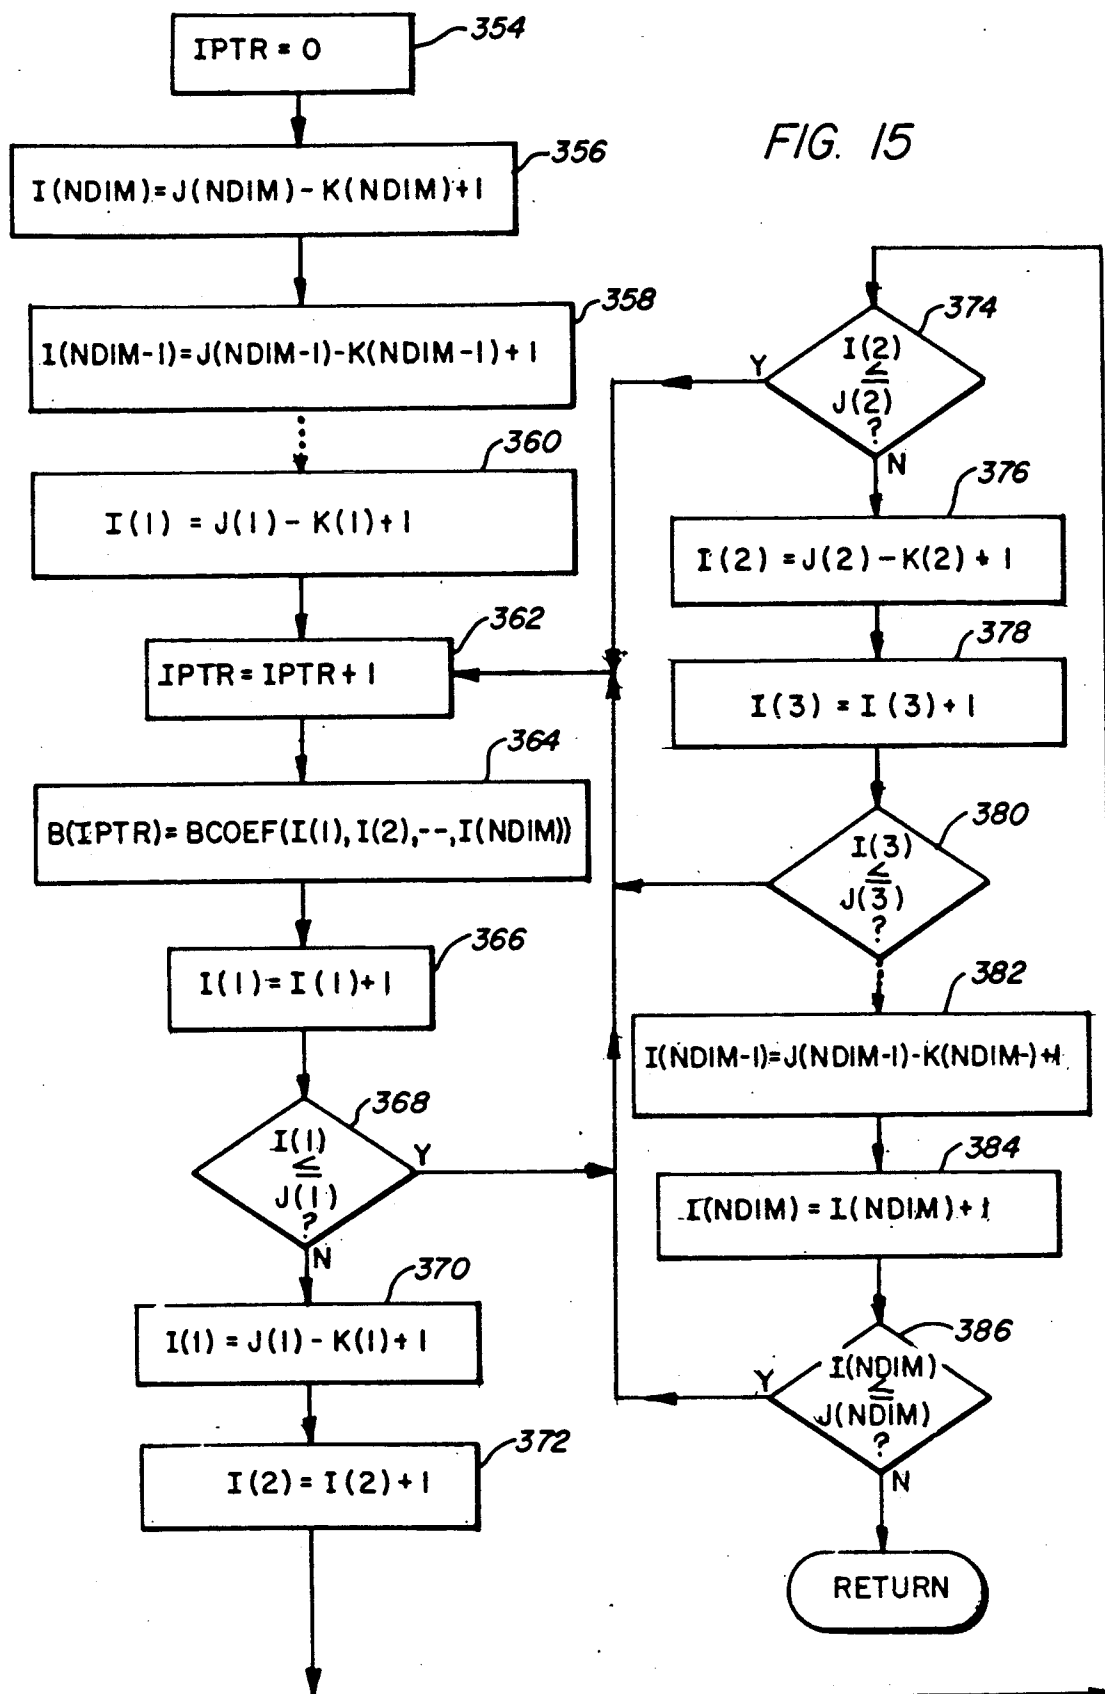 FIG. 15
354
IPTR = 0
356
I(NDIM)=J(NDIM)-K(NDIM)+1
358
I(NDIM-1)=J(NDIM-1)-K(NDIM-1)+1
360
I(1) = J(1)-K(1)+1
362
IPTR=IPTR+1
364
B(IPTR)=BCOEF(I(1),I(2),--,I(NDIM))
366
I(1)=I(1)+1
368
I(1)
≤
J(1)
?
Y
N
370
I(1)=J(1)-K(1)+1
372
I(2)=I(2)+1
374
I(2)
≤
J(2)
?
Y
N
376
I(2)=J(2)-K(2)+1
378
I(3)=I(3)+1
380
I(3)
≤
J(3)
?
382
I(NDIM-1)=J(NDIM-1)-K(NDIM-)+1
384
I(NDIM)=I(NDIM)+1
386
I(NDIM)
≤
J(NDIM)
?
Y
N
RETURN